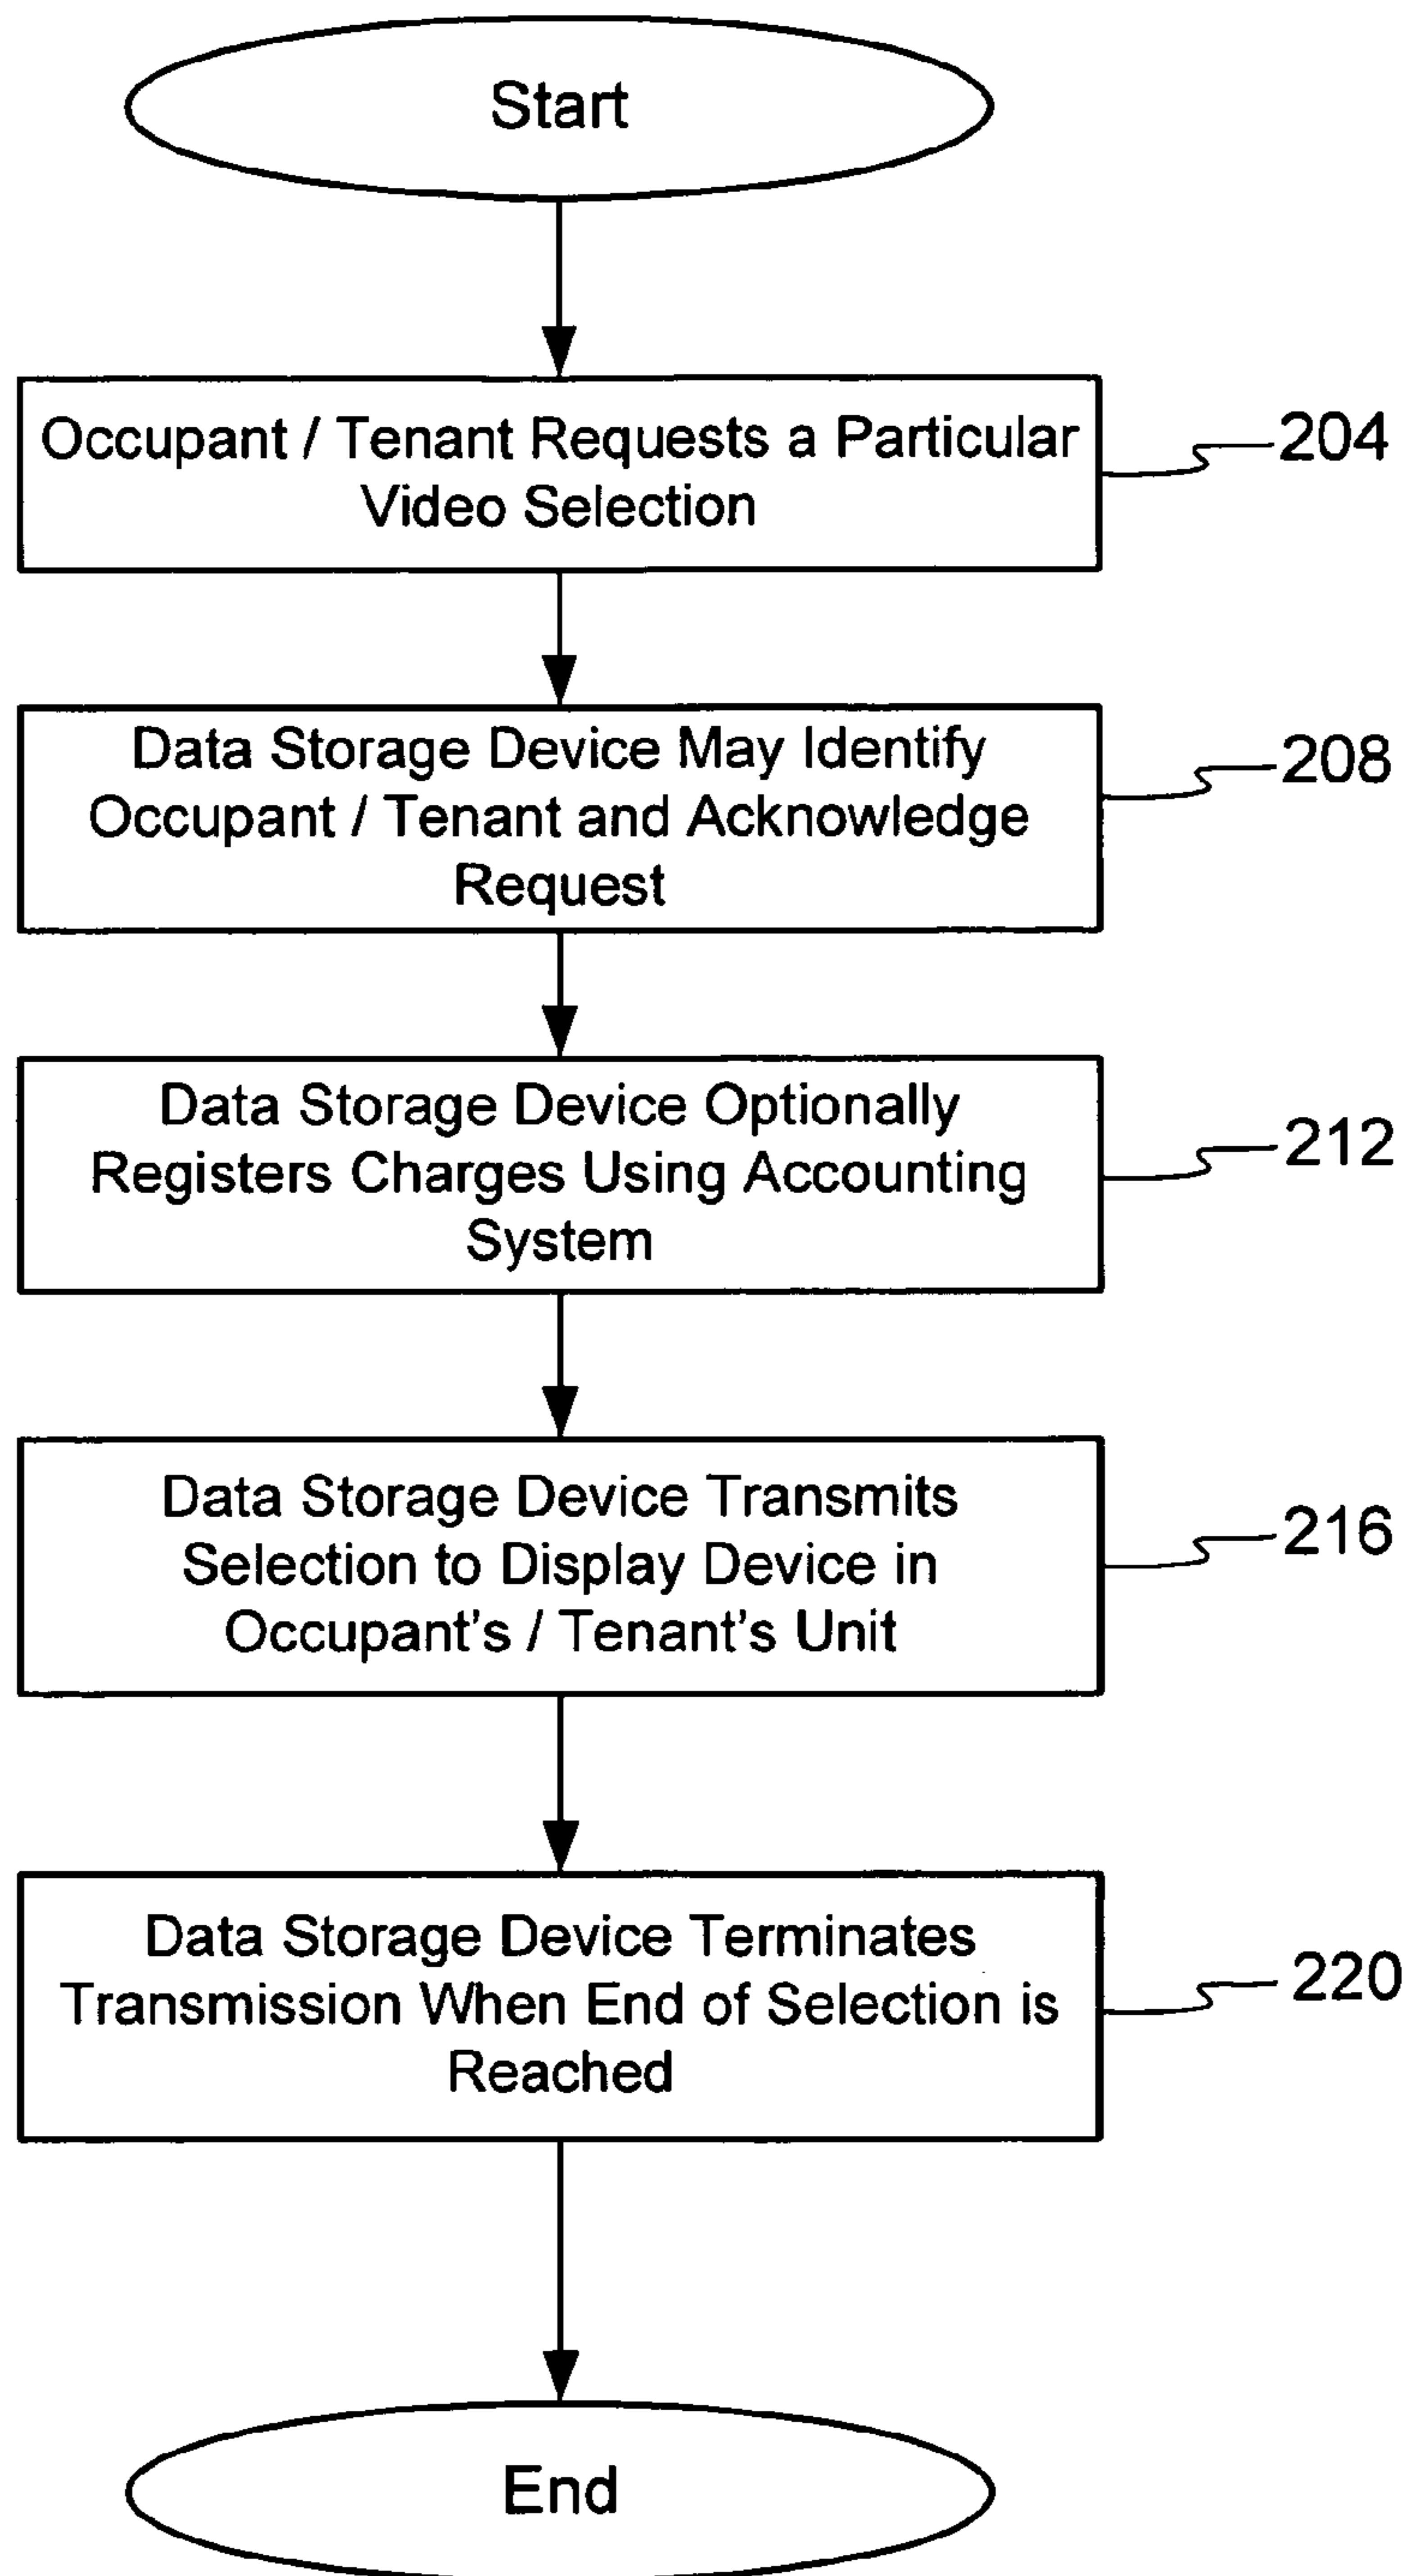 Start
Occupant / Tenant Requests a Particular
Video Selection
204
Data Storage Device May Identify
Occupant / Tenant and Acknowledge
Request
208
Data Storage Device Optionally
Registers Charges Using Accounting
System
212
Data Storage Device Transmits
Selection to Display Device in
Occupant's / Tenant's Unit
216
Data Storage Device Terminates
Transmission When End of Selection is
Reached
220
End